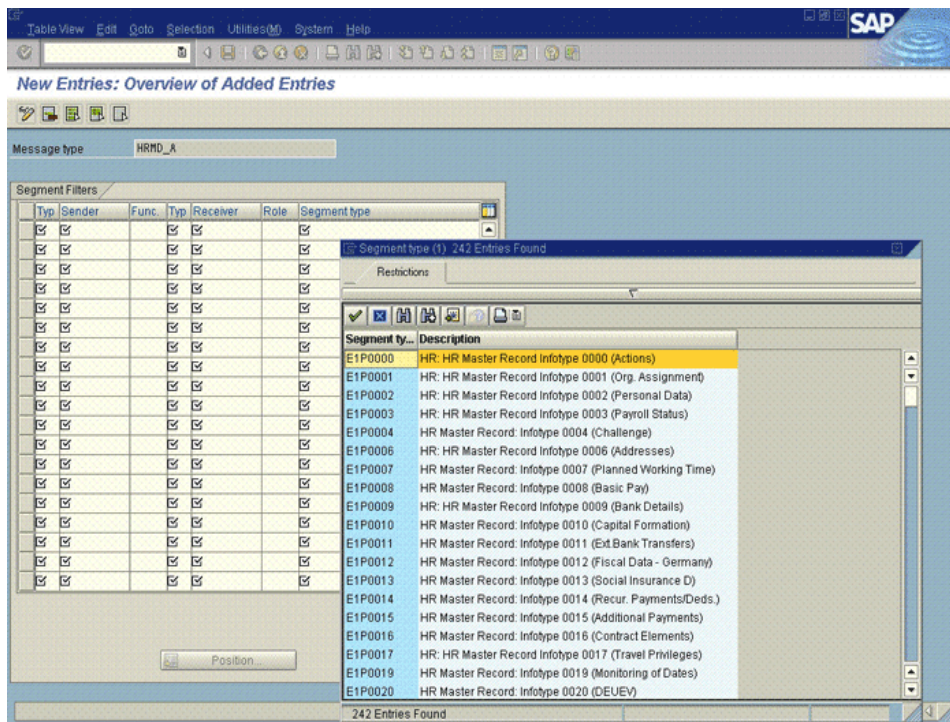 Table View Edit Goto Selection Utilities(M) System Help
SAP
New Entries: Overview of Added Entries
Message type HRMD_A
Segment Filters
Typ Sender Func. Typ Receiver Role Segment type
Segment type (1) 242 Entries Found
Restrictions
Segment ty... Description
E1P0000 HR: HR Master Record Infotype 0000 (Actions)
E1P0001 HR: HR Master Record Infotype 0001 (Org. Assignment)
E1P0002 HR: HR Master Record Infotype 0002 (Personal Data)
E1P0003 HR: HR Master Record Infotype 0003 (Payroll Status)
E1P0004 HR Master Record: Infotype 0004 (Challenge)
E1P0006 HR: HR Master Record Infotype 0006 (Addresses)
E1P0007 HR Master Record: Infotype 0007 (Planned Working Time)
E1P0008 HR Master Record: Infotype 0008 (Basic Pay)
E1P0009 HR: HR Master Record Infotype 0009 (Bank Details)
E1P0010 HR Master Record: Infotype 0010 (Capital Formation)
E1P0011 HR Master Record: Infotype 0011 (Ext.Bank Transfers)
E1P0012 HR Master Record: Infotype 0012 (Fiscal Data - Germany)
E1P0013 HR Master Record: Infotype 0013 (Social Insurance D)
E1P0014 HR Master Record: Infotype 0014 (Recur. Payments/Deds.)
E1P0015 HR Master Record: Infotype 0015 (Additional Payments)
E1P0016 HR Master Record: Infotype 0016 (Contract Elements)
E1P0017 HR: HR Master Record Infotype 0017 (Travel Privileges)
E1P0019 HR Master Record: Infotype 0019 (Monitoring of Dates)
E1P0020 HR Master Record: Infotype 0020 (DEUEV)
Position...
242 Entries Found